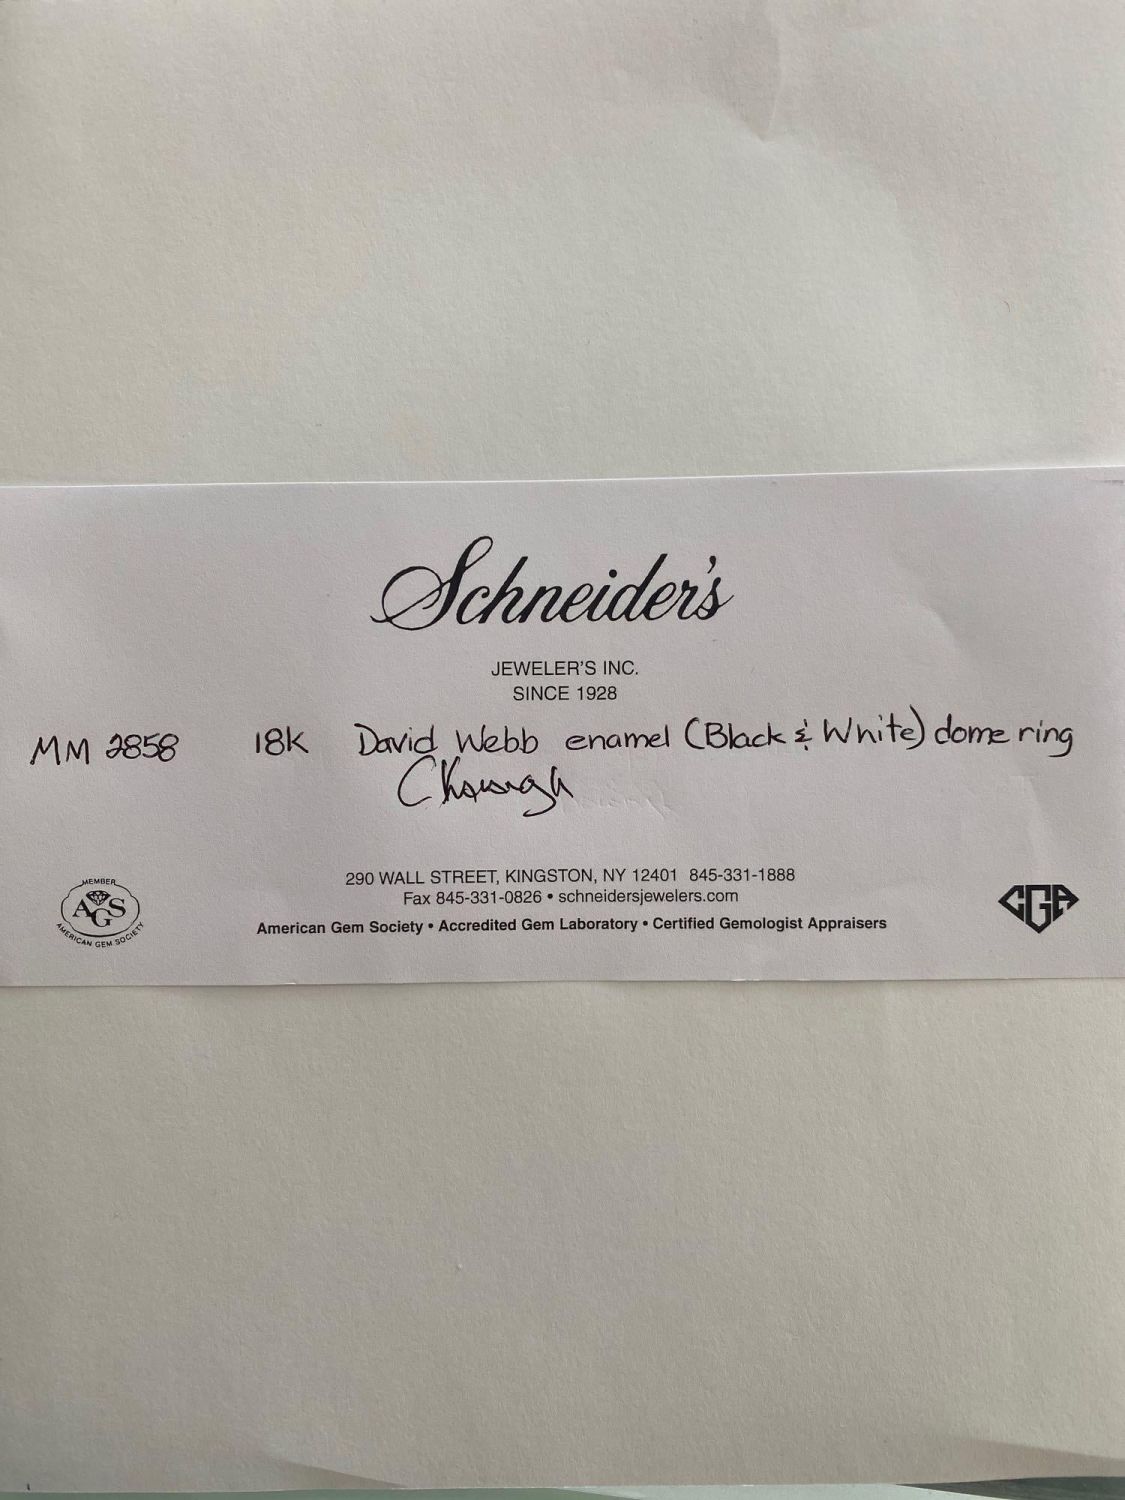 Schneider's
JEWELER'S INC.
SINCE 1928
MM 2858 18K David Webb enamel (Black & White) dome ring
290 WALL STREET, KINGSTON, NY 12401 845-331-1888
Fax 845-331-0826 • schneidersjewelers.com
American Gem Society • Accredited Gem Laboratory • Certified Gemologist Appraisers
MEMBER
AGS
AMERICAN GEM SOCIETY
CGA